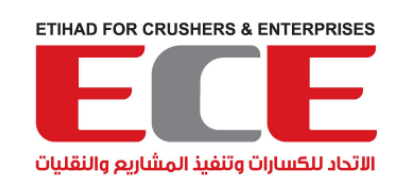 ETIHAD FOR CRUSHERS & ENTERPRISES
ECE
الاتحاد للكسارات وتنفيذ المشاريع والنقليات